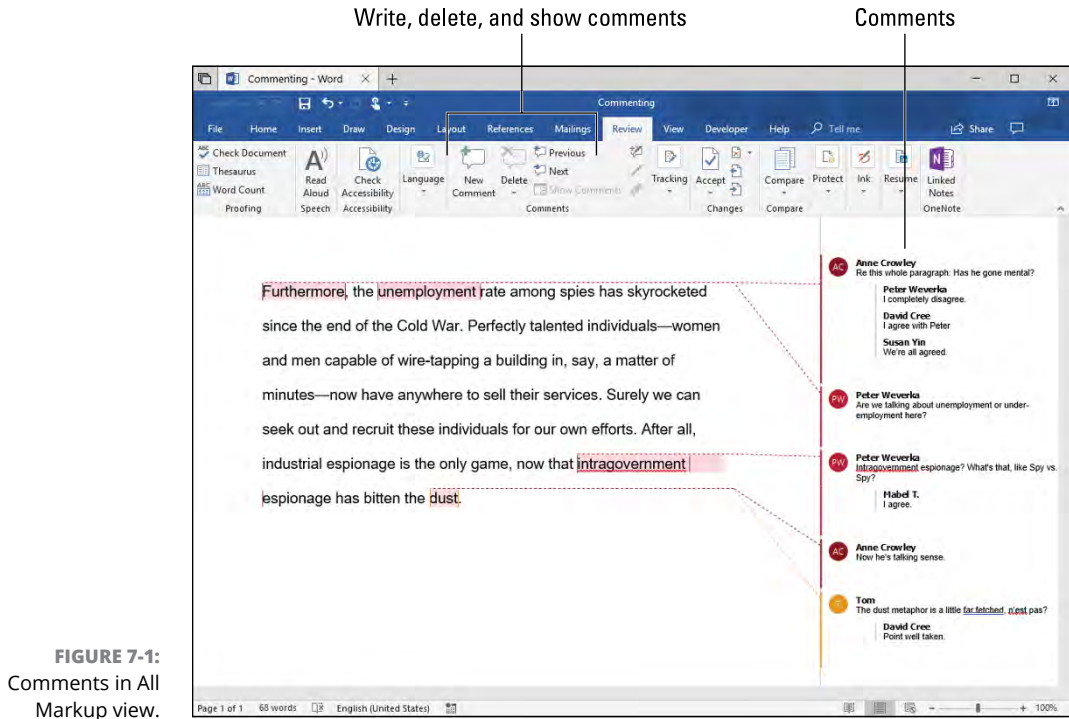 Write, delete, and show comments
Comments
Commenting - Word
Commenting
File Home Insert Draw Design Layout References Mailings Review View Developer Help Tell me Share
ABC Check Document
Thesaurus
ABC 123 Word Count
Proofing
A
Read
Aloud
Speech
Check
Accessibility
Accessibility
Language
New
Comment
Delete
Previous
Next
Show Comments
Comments
Tracking
Accept
Changes
Compare
Compare
Protect
Ink
Resume
N
Linked
Notes
OneNote
Furthermore, the unemployment rate among spies has skyrocketed
since the end of the Cold War. Perfectly talented individuals—women
and men capable of wire-tapping a building in, say, a matter of
minutes—now have anywhere to sell their services. Surely we can
seek out and recruit these individuals for our own efforts. After all,
industrial espionage is the only game, now that intragovernment
espionage has bitten the dust.
AC Anne Crowley
Re this whole paragraph: Has he gone mental?
Peter Weverka
I completely disagree.
David Cree
I agree with Peter
Susan Yin
We're all agreed.
PW Peter Weverka
Are we talking about unemployment or under-
employment here?
PW Peter Weverka
Intragovernment espionage? What's that, like Spy vs.
Spy?
Mabel T.
I agree.
AC Anne Crowley
Now he's talking sense.
Tom
The dust metaphor is a little far fetched, n'est pas?
David Cree
Point well taken.
Page 1 of 1 68 words English (United States) 100%
FIGURE 7-1:
Comments in All
Markup view.